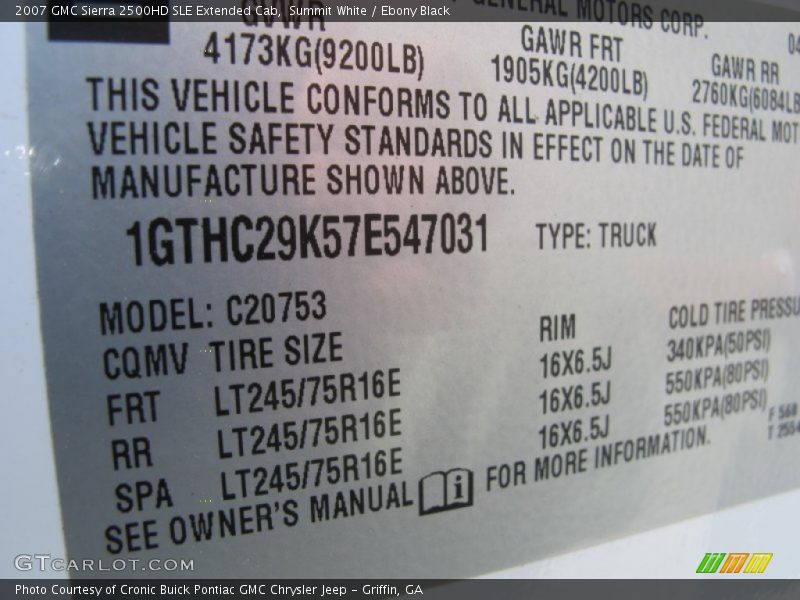 2007 GMC Sierra 2500HD SLE Extended Cab, Summit White / Ebony Black
GENERAL MOTORS CORP.
GVWR GAWR FRT GAWR RR
4173KG(9200LB) 1905KG(4200LB) 2760KG(6084LB
THIS VEHICLE CONFORMS TO ALL APPLICABLE U.S. FEDERAL MOT
VEHICLE SAFETY STANDARDS IN EFFECT ON THE DATE OF
MANUFACTURE SHOWN ABOVE.
1GTHC29K57E547031 TYPE: TRUCK
MODEL: C20753
CQMV TIRE SIZE RIM COLD TIRE PRESSU
FRT LT245/75R16E 16X6.5J 340KPA(50PSI)
RR LT245/75R16E 16X6.5J 550KPA(80PSI)
SPA LT245/75R16E 16X6.5J 550KPA(80PSI)
SEE OWNER'S MANUAL i FOR MORE INFORMATION.
F 568
GTCARLOT.COM
Photo Courtesy of Cronic Buick Pontiac GMC Chrysler Jeep - Griffin, GA